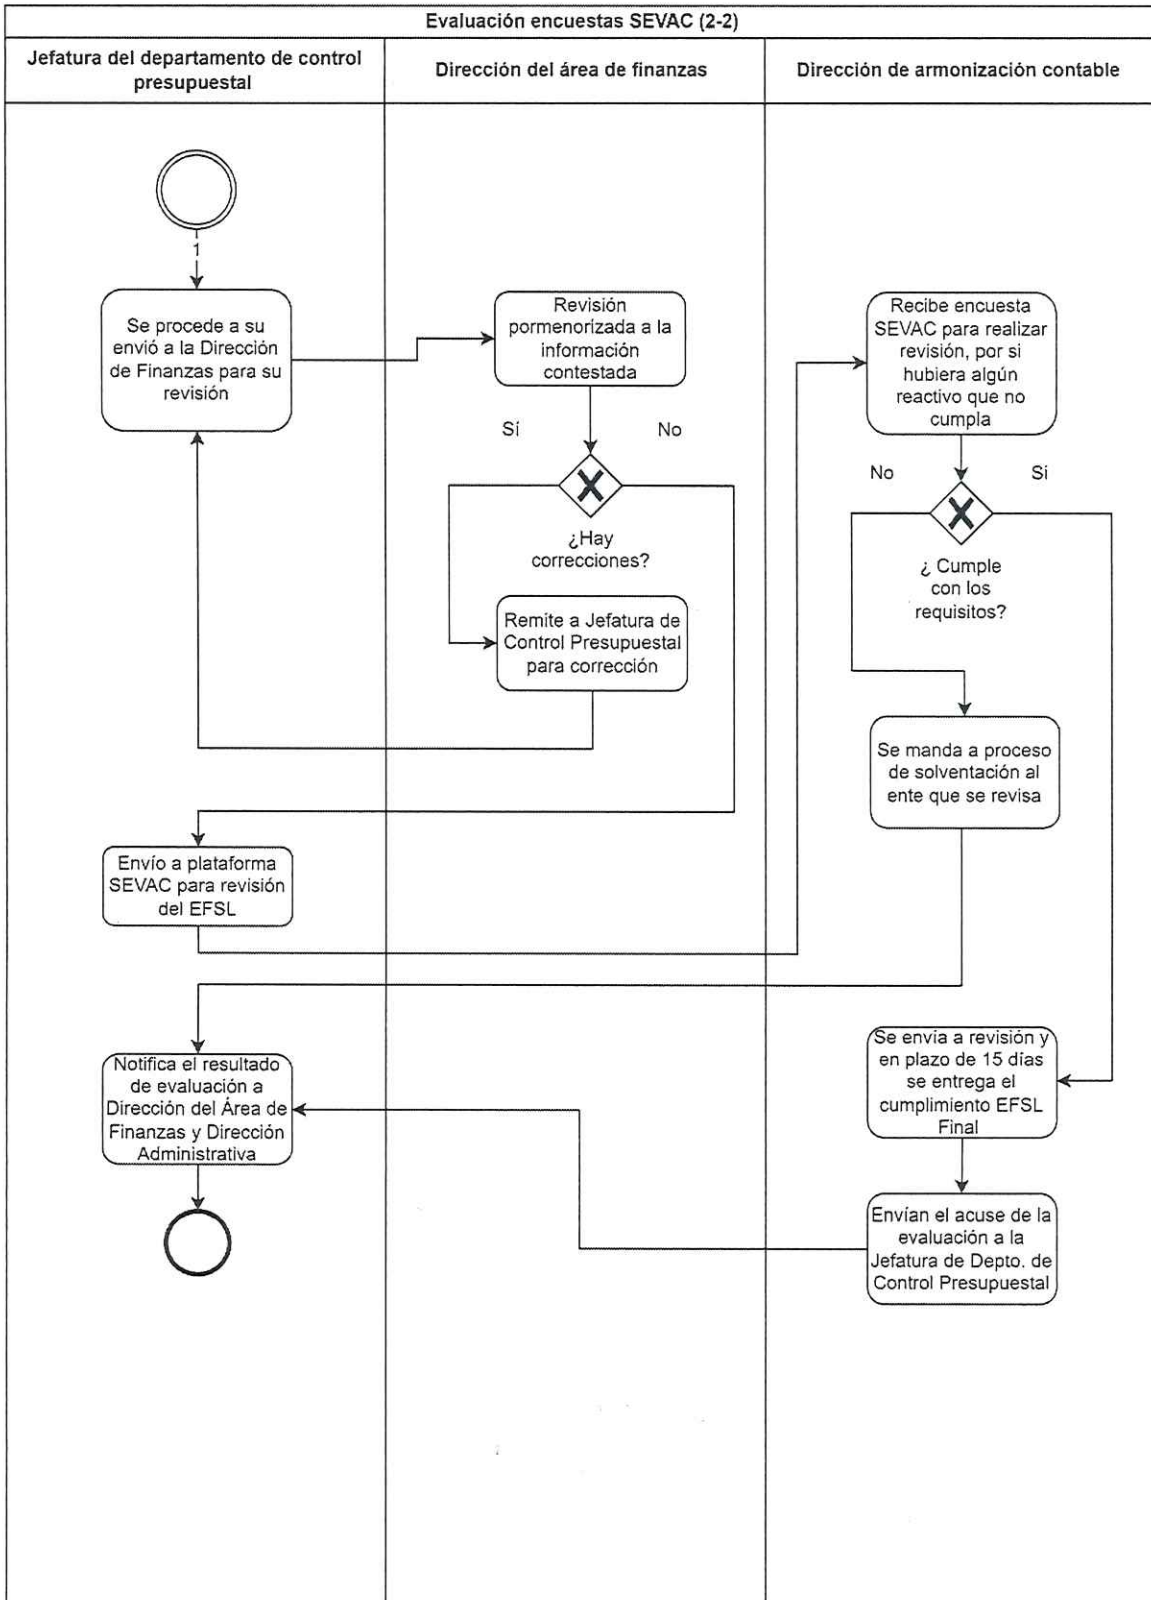 Evaluación encuestas SEVAC (2-2)
Jefatura del departamento de control
presupuestal
Dirección del área de finanzas
Dirección de armonización contable
1
Se procede a su
envió a la Dirección
de Finanzas para su
revisión
Revisión
pormenorizada a la
información
contestada
Recibe encuesta
SEVAC para realizar
revisión, por si
hubiera algún
reactivo que no
cumpla
Sí
No
No
Si
¿Hay
correcciones?
¿ Cumple
con los
requisitos?
Remite a Jefatura de
Control Presupuestal
para corrección
Se manda a proceso
de solventación al
ente que se revisa
Envío a plataforma
SEVAC para revisión
del EFSL
Se envia a revisión y
en plazo de 15 días
se entrega el
cumplimiento EFSL
Final
Notifica el resultado
de evaluación a
Dirección del Área de
Finanzas y Dirección
Administrativa
Envían el acuse de la
evaluación a la
Jefatura de Depto. de
Control Presupuestal